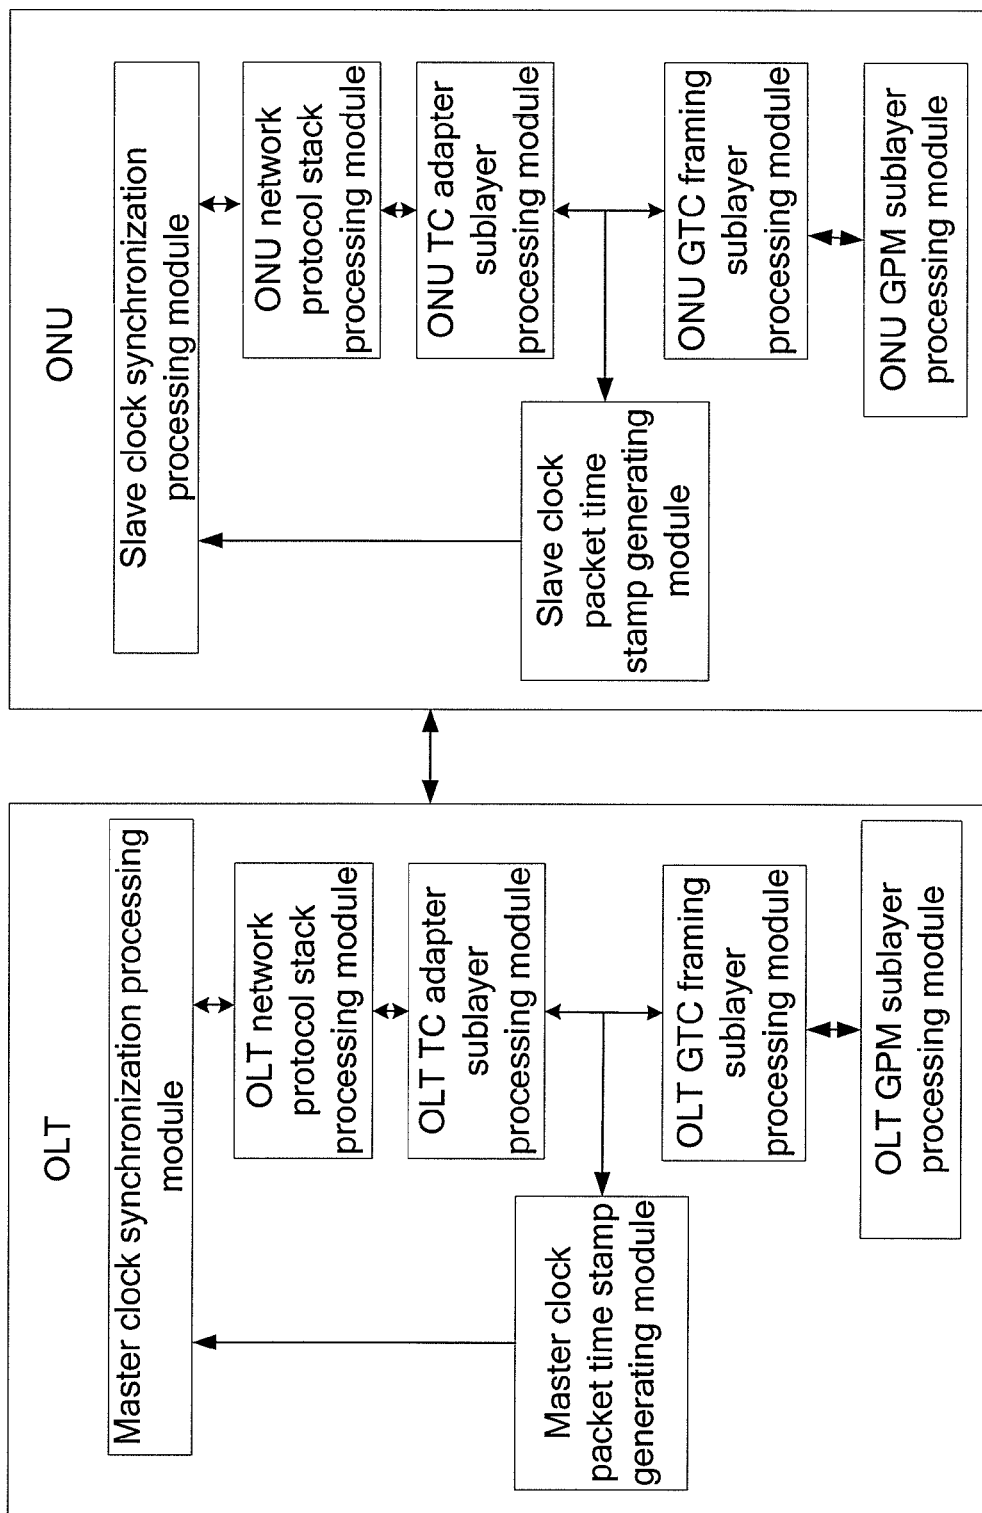 OLT
Master clock synchronization processing
module
OLT network
protocol stack
processing module
OLT TC adapter
sublayer
processing module
Master clock
packet time stamp
generating module
OLT GTC framing
sublayer
processing module
OLT GPM sublayer
processing module
ONU
Slave clock synchronization
processing module
ONU network
protocol stack
processing module
ONU TC adapter
sublayer
processing module
Slave clock
packet time
stamp generating
module
ONU GTC framing
sublayer
processing module
ONU GPM sublayer
processing module